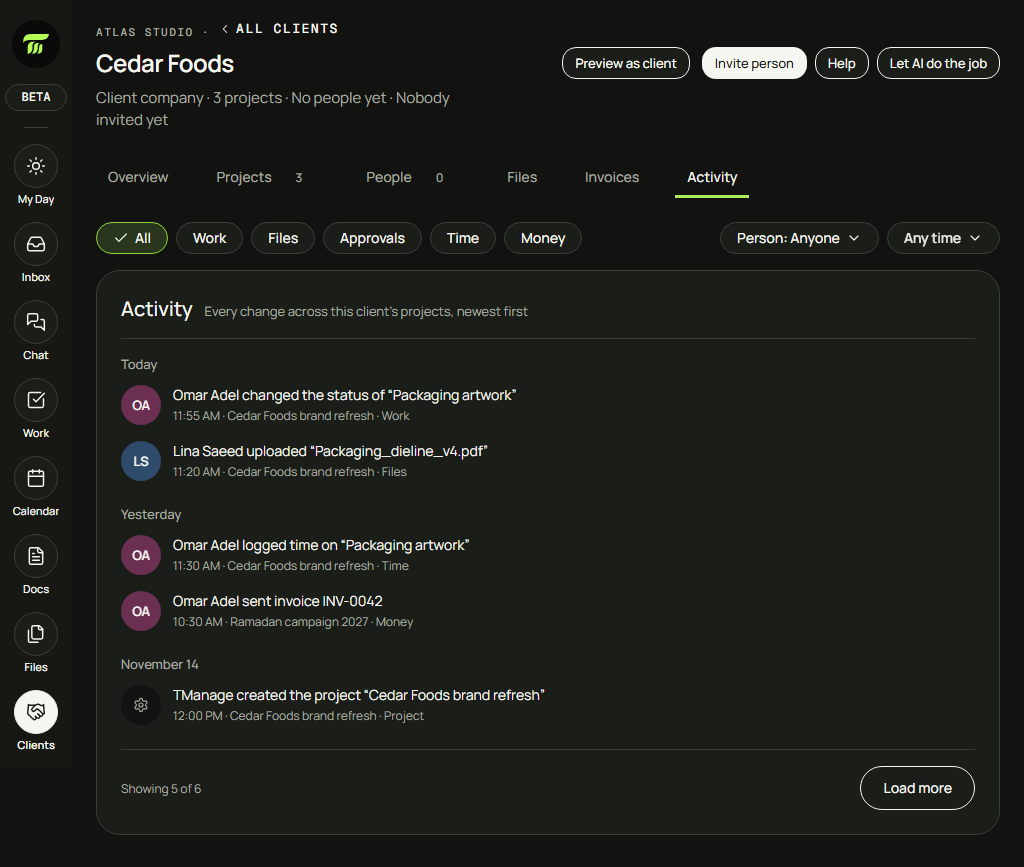 ATLAS STUDIO · ‹ ALL CLIENTS
Cedar Foods
Client company · 3 projects · No people yet · Nobody
invited yet
Preview as client
Invite person
Help
Let AI do the job
BETA
My Day
Inbox
Chat
Work
Calendar
Docs
Files
Clients
Overview
Projects 3
People 0
Files
Invoices
Activity
All
Work
Files
Approvals
Time
Money
Person: Anyone
Any time
Activity Every change across this client's projects, newest first
Today
OA
Omar Adel changed the status of “Packaging artwork”
11:55 AM · Cedar Foods brand refresh · Work
LS
Lina Saeed uploaded “Packaging_dieline_v4.pdf”
11:20 AM · Cedar Foods brand refresh · Files
Yesterday
OA
Omar Adel logged time on “Packaging artwork”
11:30 AM · Cedar Foods brand refresh · Time
OA
Omar Adel sent invoice INV-0042
10:30 AM · Ramadan campaign 2027 · Money
November 14
TManage created the project “Cedar Foods brand refresh”
12:00 PM · Cedar Foods brand refresh · Project
Showing 5 of 6
Load more